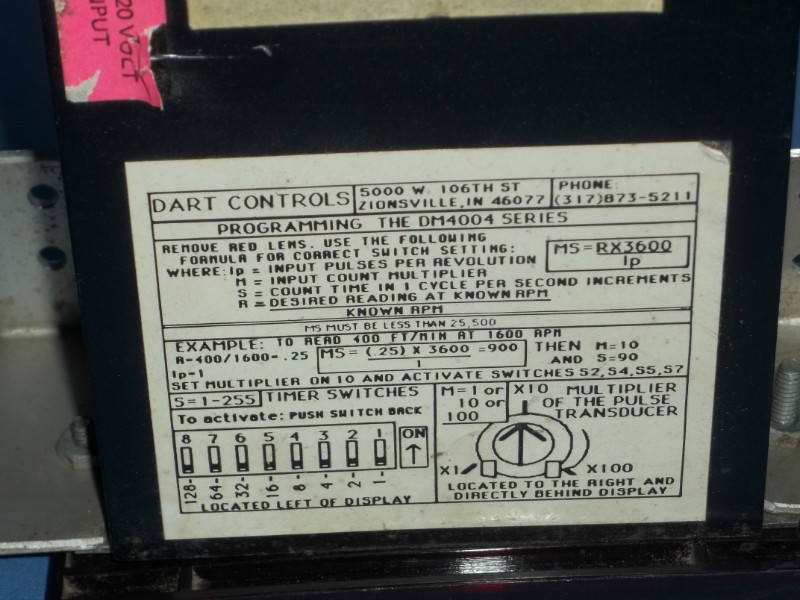 20 VOLT
INPUT
DART CONTROLS
5000 W. 106TH ST
ZIONSVILLE, IN 46077
PHONE:
(317)873-5211
PROGRAMMING THE DM4004 SERIES
REMOVE RED LENS. USE THE FOLLOWING
FORMULA FOR CORRECT SWITCH SETTING:
MS=RX3600
Ip
WHERE: Ip = INPUT PULSES PER REVOLUTION
M = INPUT COUNT MULTIPLIER
S = COUNT TIME IN 1 CYCLE PER SECOND INCREMENTS
R = DESIRED READING AT KNOWN RPM
KNOWN RPM
MS MUST BE LESS THAN 25,500
EXAMPLE: TO READ 400 FT/MIN AT 1600 RPM
R-400/1600-.25
MS= (.25) X 3600 =900
1
THEN M=10
AND S=90
Ip-1
SET MULTIPLIER ON 10 AND ACTIVATE SWITCHES S2, S4, S5, S7
S=1-255 TIMER SWITCHES
To activate: PUSH SWITCH BACK
8 7 6 5 4 3 2 1
ON
↑
128- 64- 32- 16- 8- 4- 2- 1-
LOCATED LEFT OF DISPLAY
M=1 or
10 or
100
X10
MULTIPLIER
OF THE PULSE
TRANSDUCER
X1
X100
LOCATED TO THE RIGHT AND
DIRECTLY BEHIND DISPLAY